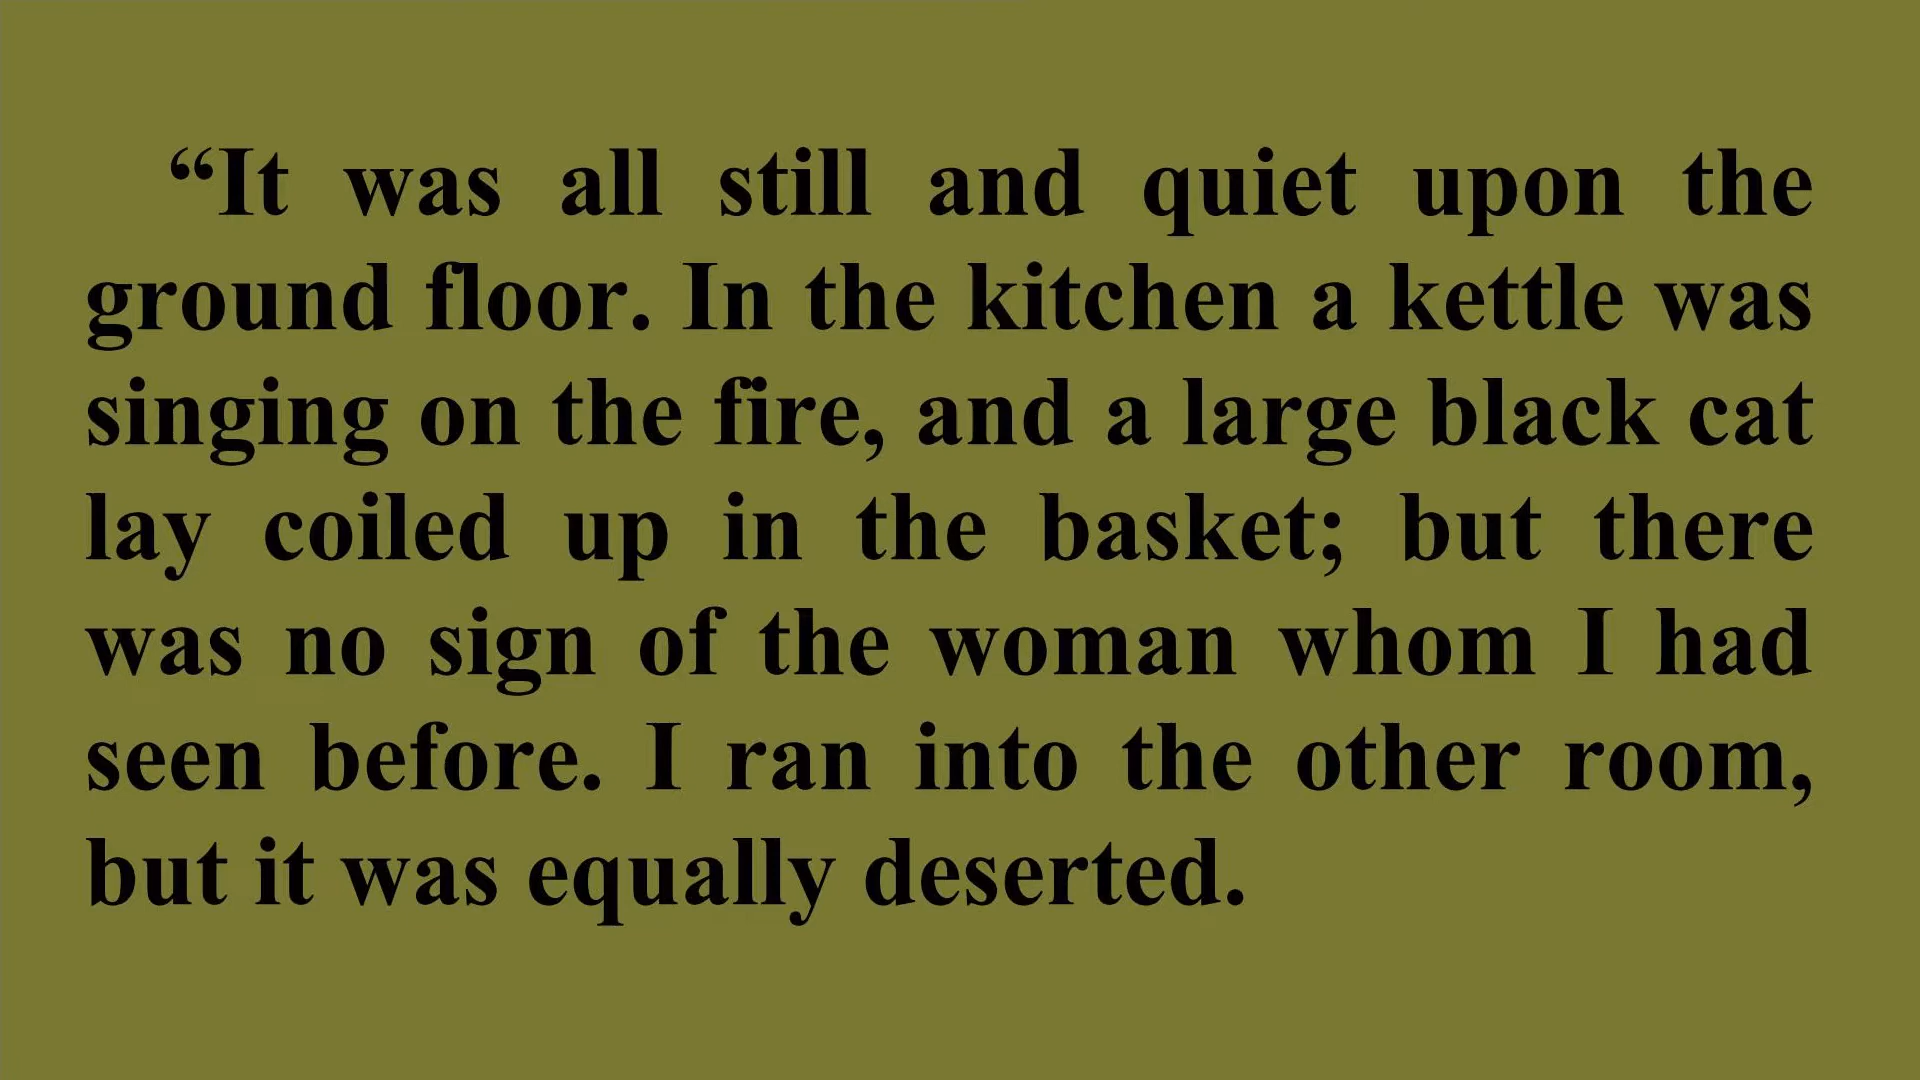 “It was all still and quiet upon the
ground floor. In the kitchen a kettle was
singing on the fire, and a large black cat
lay coiled up in the basket; but there
was no sign of the woman whom I had
seen before. I ran into the other room,
but it was equally deserted.